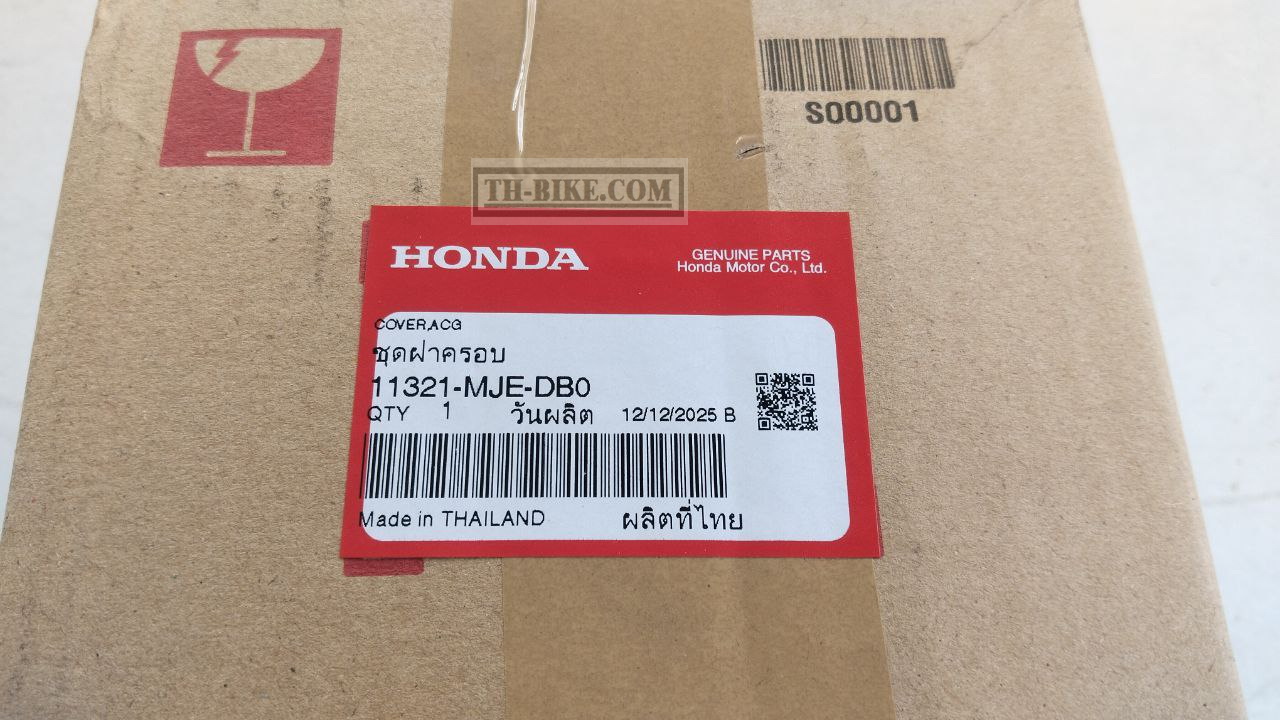 S00001
TH-BIKE.COM
HONDA
GENUINE PARTS
Honda Motor Co., Ltd.
COVER,ACG
ชุดฝาครอบ
11321-MJE-DB0
QTY 1 วันผลิต 12/12/2025 B
Made in THAILAND ผลิตที่ไทย